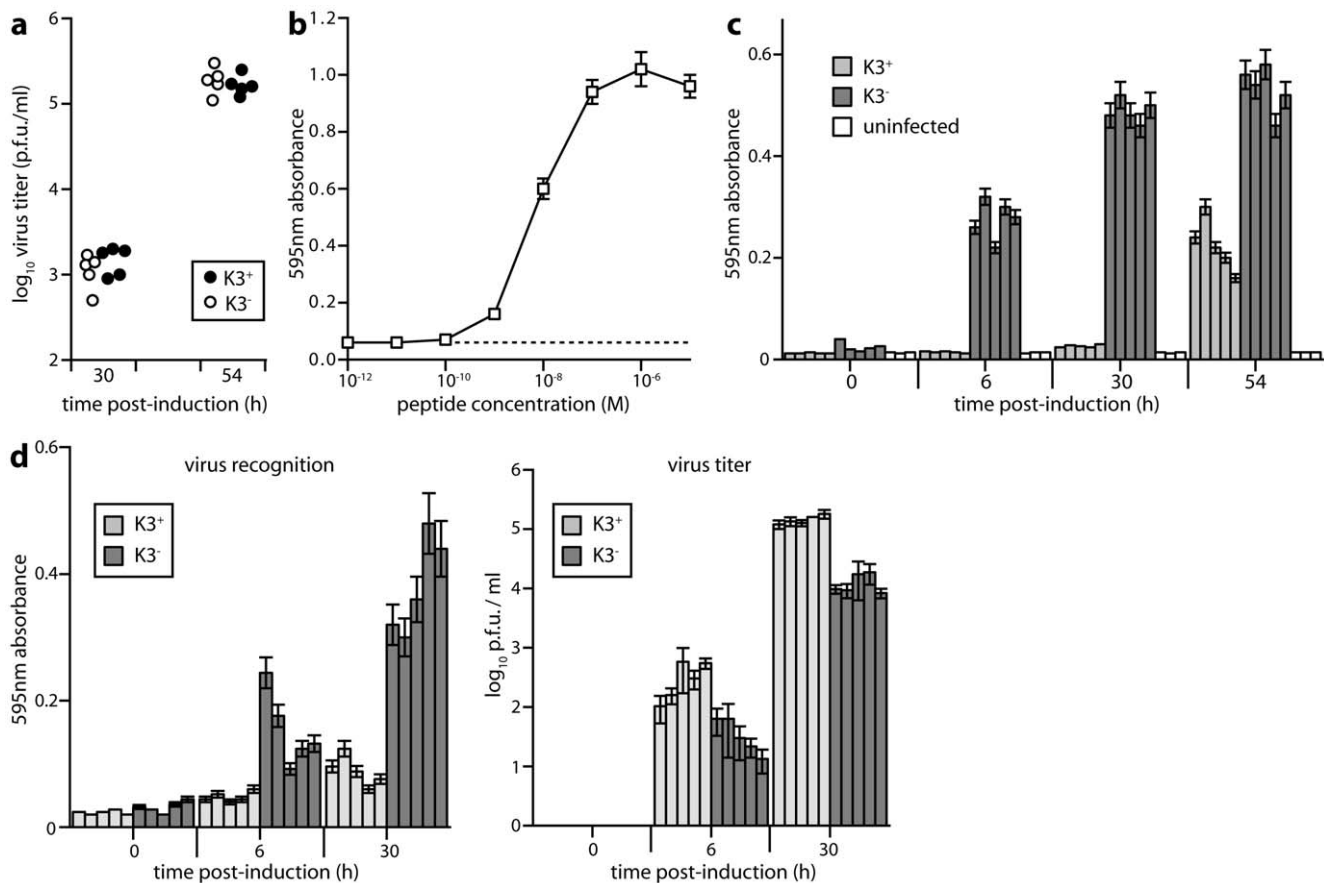 a
log10 virus titer (p.f.u./ml)
6
5
4
3
2
30
54
time post-induction (h)
K3+
K3-
b
595nm absorbance
1.2
1.0
0.8
0.6
0.4
0.2
0.0
10-12
10-10
10-8
10-6
peptide concentration (M)
c
595nm absorbance
0.6
0.4
0.2
0
K3+
K3-
uninfected
0
6
30
54
time post-induction (h)
d
virus recognition
595nm absorbance
0.6
0.4
0.2
0
K3+
K3-
0
6
30
time post-induction (h)
virus titer
log10 p.f.u./ ml
6
5
4
3
2
1
0
K3+
K3-
0
6
30
time post-induction (h)